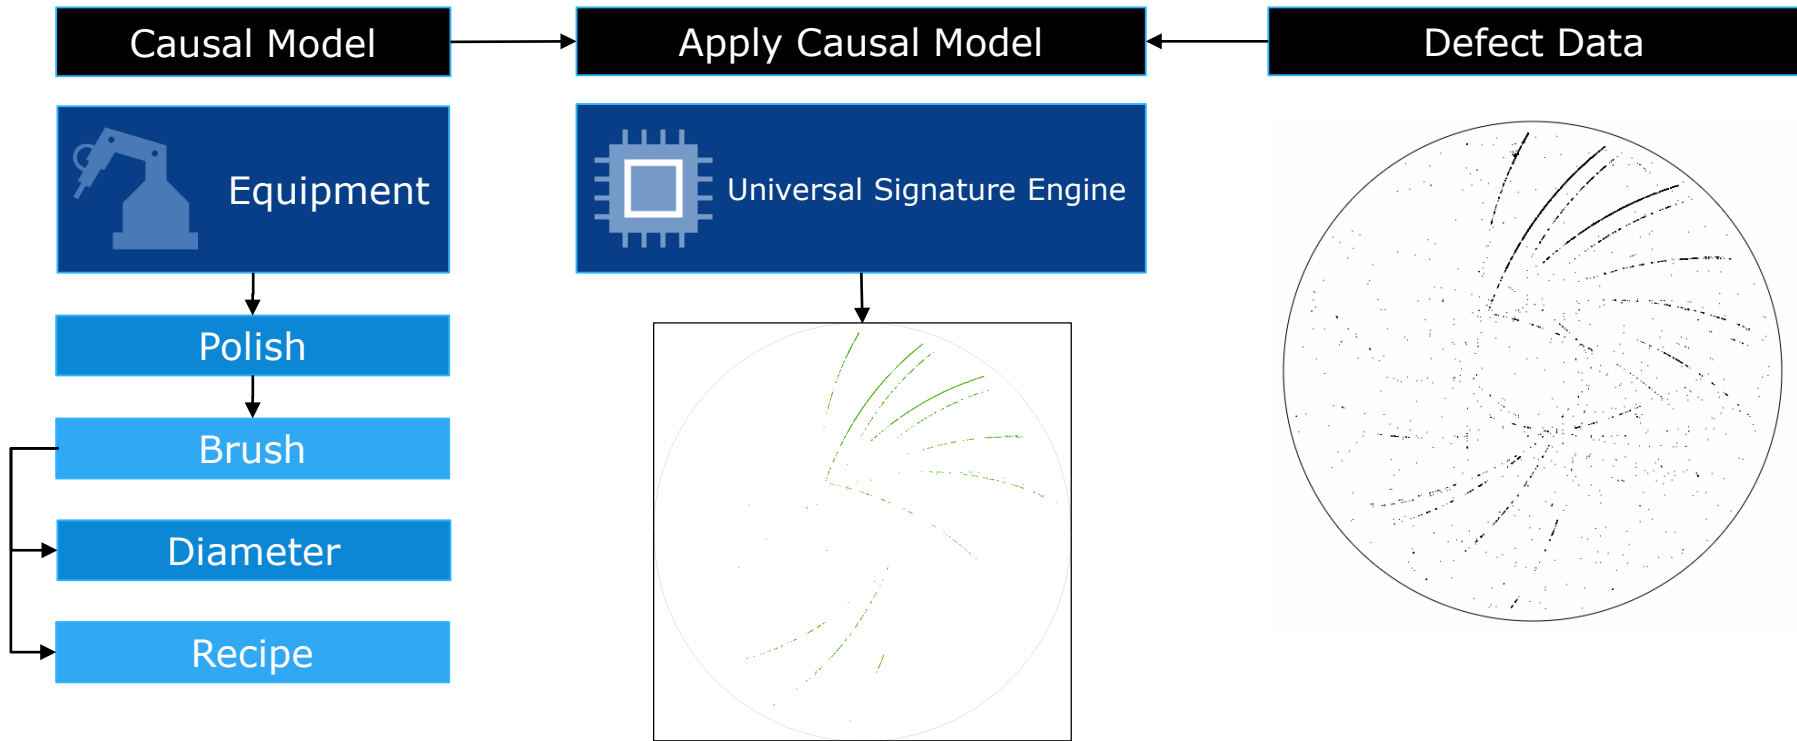 Causal Model
Apply Causal Model
Defect Data
Equipment
Universal Signature Engine
Polish
Brush
Diameter
Recipe